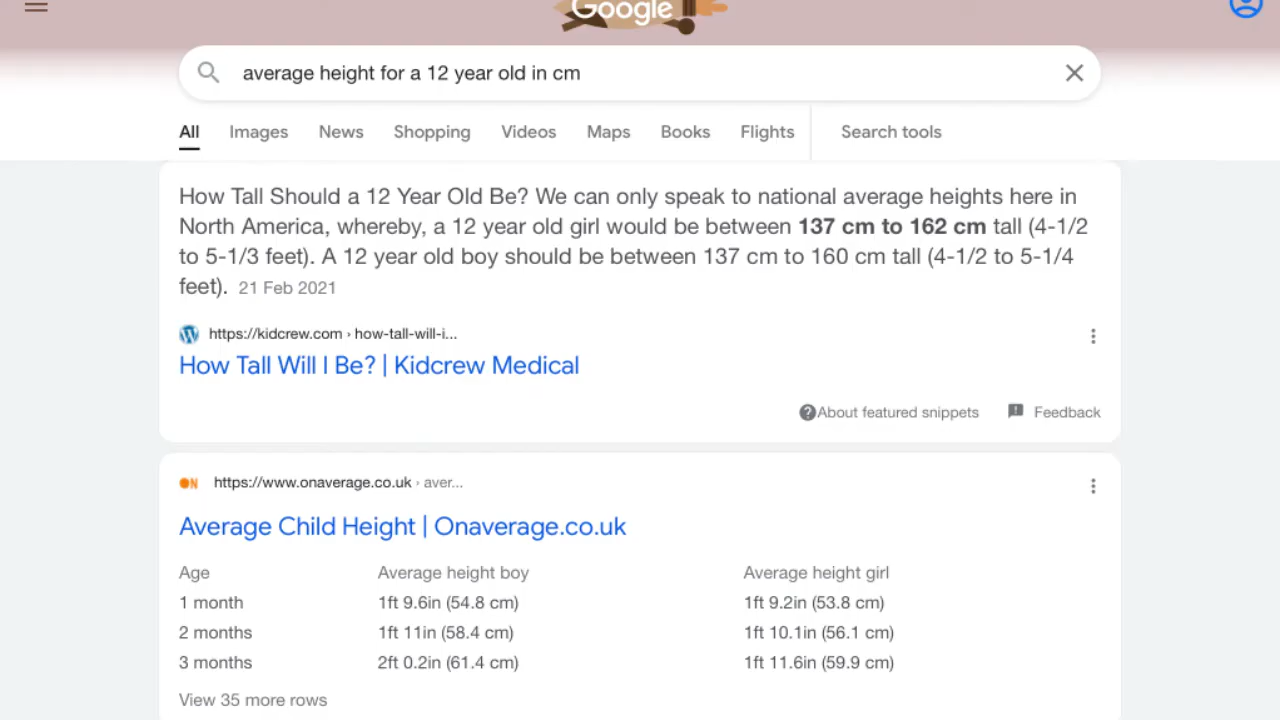 Google
average height for a 12 year old in cm
All Images News Shopping Videos Maps Books Flights Search tools
How Tall Should a 12 Year Old Be? We can only speak to national average heights here in
North America, whereby, a 12 year old girl would be between 137 cm to 162 cm tall (4-1/2
to 5-1/3 feet). A 12 year old boy should be between 137 cm to 160 cm tall (4-1/2 to 5-1/4
feet). 21 Feb 2021
https://kidcrew.com › how-tall-will-i...
How Tall Will I Be? | Kidcrew Medical
About featured snippets Feedback
ON https://www.onaverage.co.uk › aver...
Average Child Height | Onaverage.co.uk
Age Average height boy Average height girl
1 month 1ft 9.6in (54.8 cm) 1ft 9.2in (53.8 cm)
2 months 1ft 11in (58.4 cm) 1ft 10.1in (56.1 cm)
3 months 2ft 0.2in (61.4 cm) 1ft 11.6in (59.9 cm)
View 35 more rows